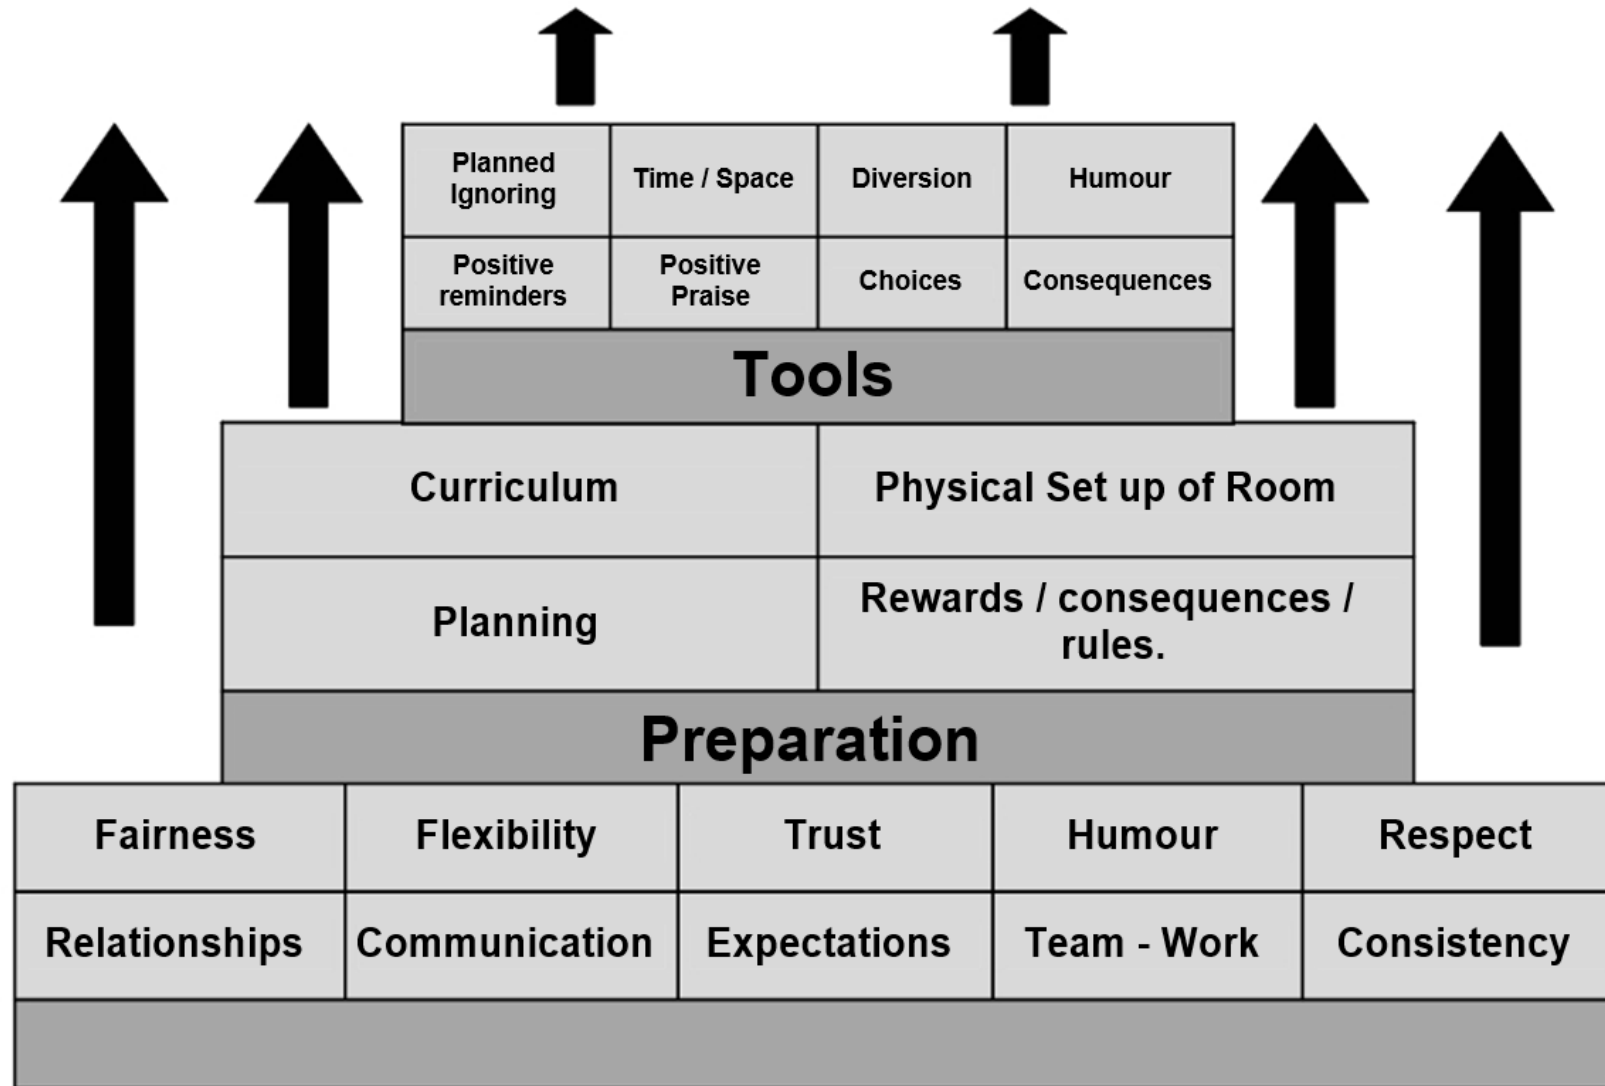 Planned
Ignoring
Time / Space
Diversion
Humour
Positive
reminders
Positive
Praise
Choices
Consequences
Tools
Curriculum
Physical Set up of Room
Planning
Rewards / consequences /
rules.
Preparation
Fairness
Flexibility
Trust
Humour
Respect
Relationships
Communication
Expectations
Team - Work
Consistency